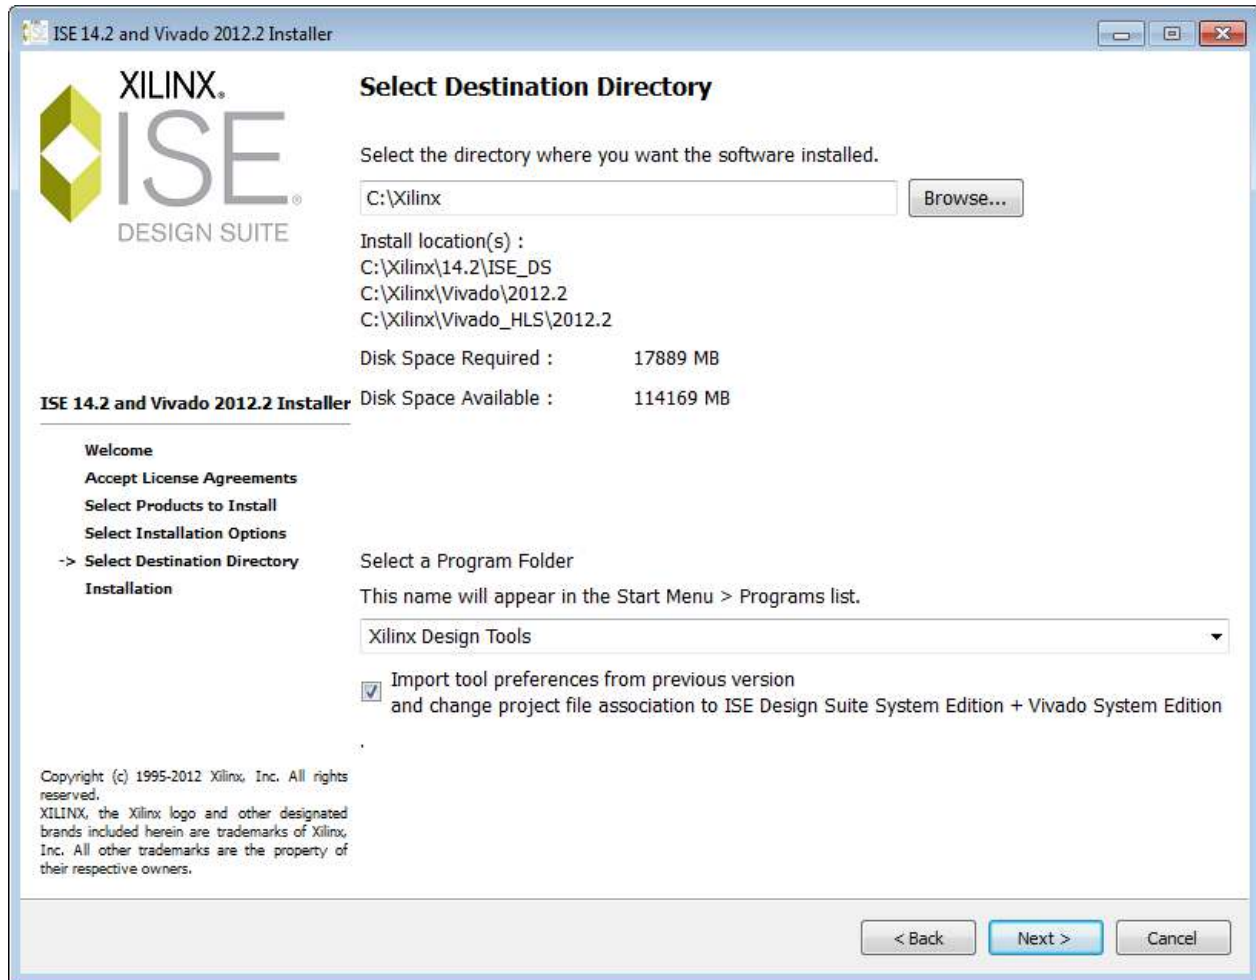 ISE 14.2 and Vivado 2012.2 Installer
XILINX®
ISE®
DESIGN SUITE
ISE 14.2 and Vivado 2012.2 Installer
Welcome
Accept License Agreements
Select Products to Install
Select Installation Options
-> Select Destination Directory
Installation
Copyright (c) 1995-2012 Xilinx, Inc. All rights
reserved.
XILINX, the Xilinx logo and other designated
brands included herein are trademarks of Xilinx,
Inc. All other trademarks are the property of
their respective owners.
Select Destination Directory
Select the directory where you want the software installed.
C:\Xilinx
Browse...
Install location(s) :
C:\Xilinx\14.2\ISE_DS
C:\Xilinx\Vivado\2012.2
C:\Xilinx\Vivado_HLS\2012.2
Disk Space Required : 17889 MB
Disk Space Available : 114169 MB
Select a Program Folder
This name will appear in the Start Menu > Programs list.
Xilinx Design Tools
Import tool preferences from previous version
and change project file association to ISE Design Suite System Edition + Vivado System Edition
.
< Back
Next >
Cancel